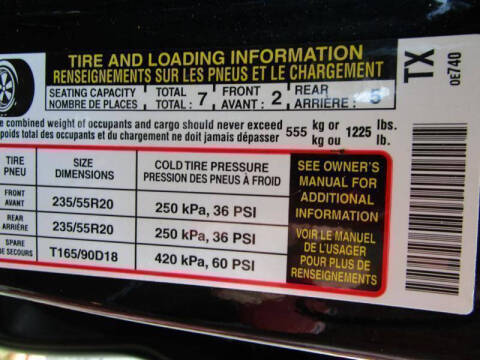 TIRE AND LOADING INFORMATION
RENSEIGNEMENTS SUR LES PNEUS ET LE CHARGEMENT
SEATING CAPACITY TOTAL FRONT REAR
NOMBRE DE PLACES TOTAL : 7 AVANT : 2 ARRIÈRE : 5
combined weight of occupants and cargo should never exceed 555 kg or 1225 lbs.
poids total des occupants et du chargement ne doit jamais dépasser kg ou lb.
TIRE SIZE COLD TIRE PRESSURE
PNEU DIMENSIONS PRESSION DES PNEUS À FROID
FRONT
AVANT 235/55R20 250 kPa, 36 PSI
REAR
ARRIÈRE 235/55R20 250 kPa, 36 PSI
SPARE
DE SECOURS T165/90D18 420 kPa, 60 PSI
SEE OWNER'S
MANUAL FOR
ADDITIONAL
INFORMATION
VOIR LE MANUEL
DE L'USAGER
POUR PLUS DE
RENSEIGNEMENTS
TX
0E740